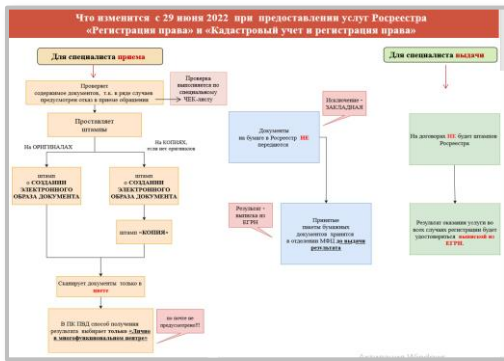 Что изменится с 29 июня 2022 при предоставлении услуг Росреестра
«Регистрация права» и «Кадастровый учет и регистрация права»
Для специалиста приема
Для специалиста выдачи
Проверяет
содержимое документов, т.к. в ряде случаев
предусмотрен отказ в приеме обращения
Проверка
выполняется по
специальному
ЧЕК-листу
Проставляет
штампы
На ОРИГИНАЛАХ
На КОПИЯХ,
если нет оригиналов
штамп
о СОЗДАНИИ
ЭЛЕКТРОННОГО
ОБРАЗА ДОКУМЕНТА
штамп
о СОЗДАНИИ
ЭЛЕКТРОННОГО
ОБРАЗА ДОКУМЕНТА
штамп «КОПИЯ»
Сканирует документы только в
цвете
В ПК ПВД способ получения
результата выбирает только «Лично
в многофункциональном центре»
по почте не
предусмотрено!!!
Исключение -
ЗАКЛАДНАЯ
Документы
на бумаге в Росреестр НЕ
передаются
Результат -
выписка из
ЕГРН
Принятые
пакеты бумажных
документов хранятся
в отделении МФЦ до выдачи
результата
На договорах НЕ будет штампов
Росреестра
Результат оказания услуги во
всех случаях регистрации будет
удостоверяться выпиской из
ЕГРН.